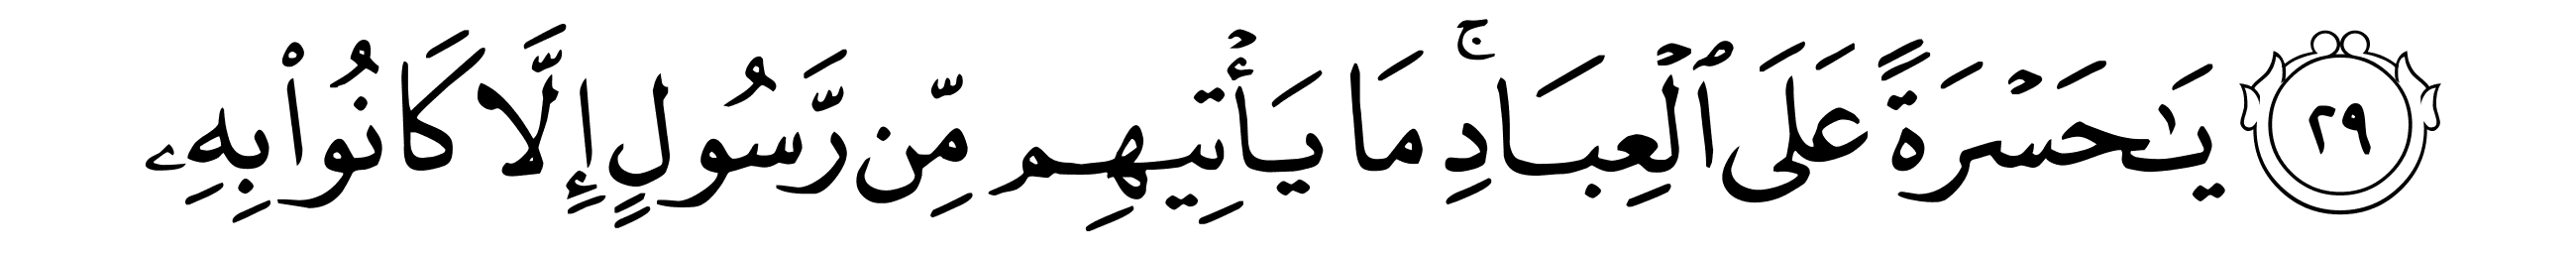 ٢٩ يَـٰحَسْرَةً عَلَى ٱلْعِبَادِ ۚ مَا يَأْتِيهِم مِّن رَّسُولٍ إِلَّا كَانُوا۟ بِهِۦ